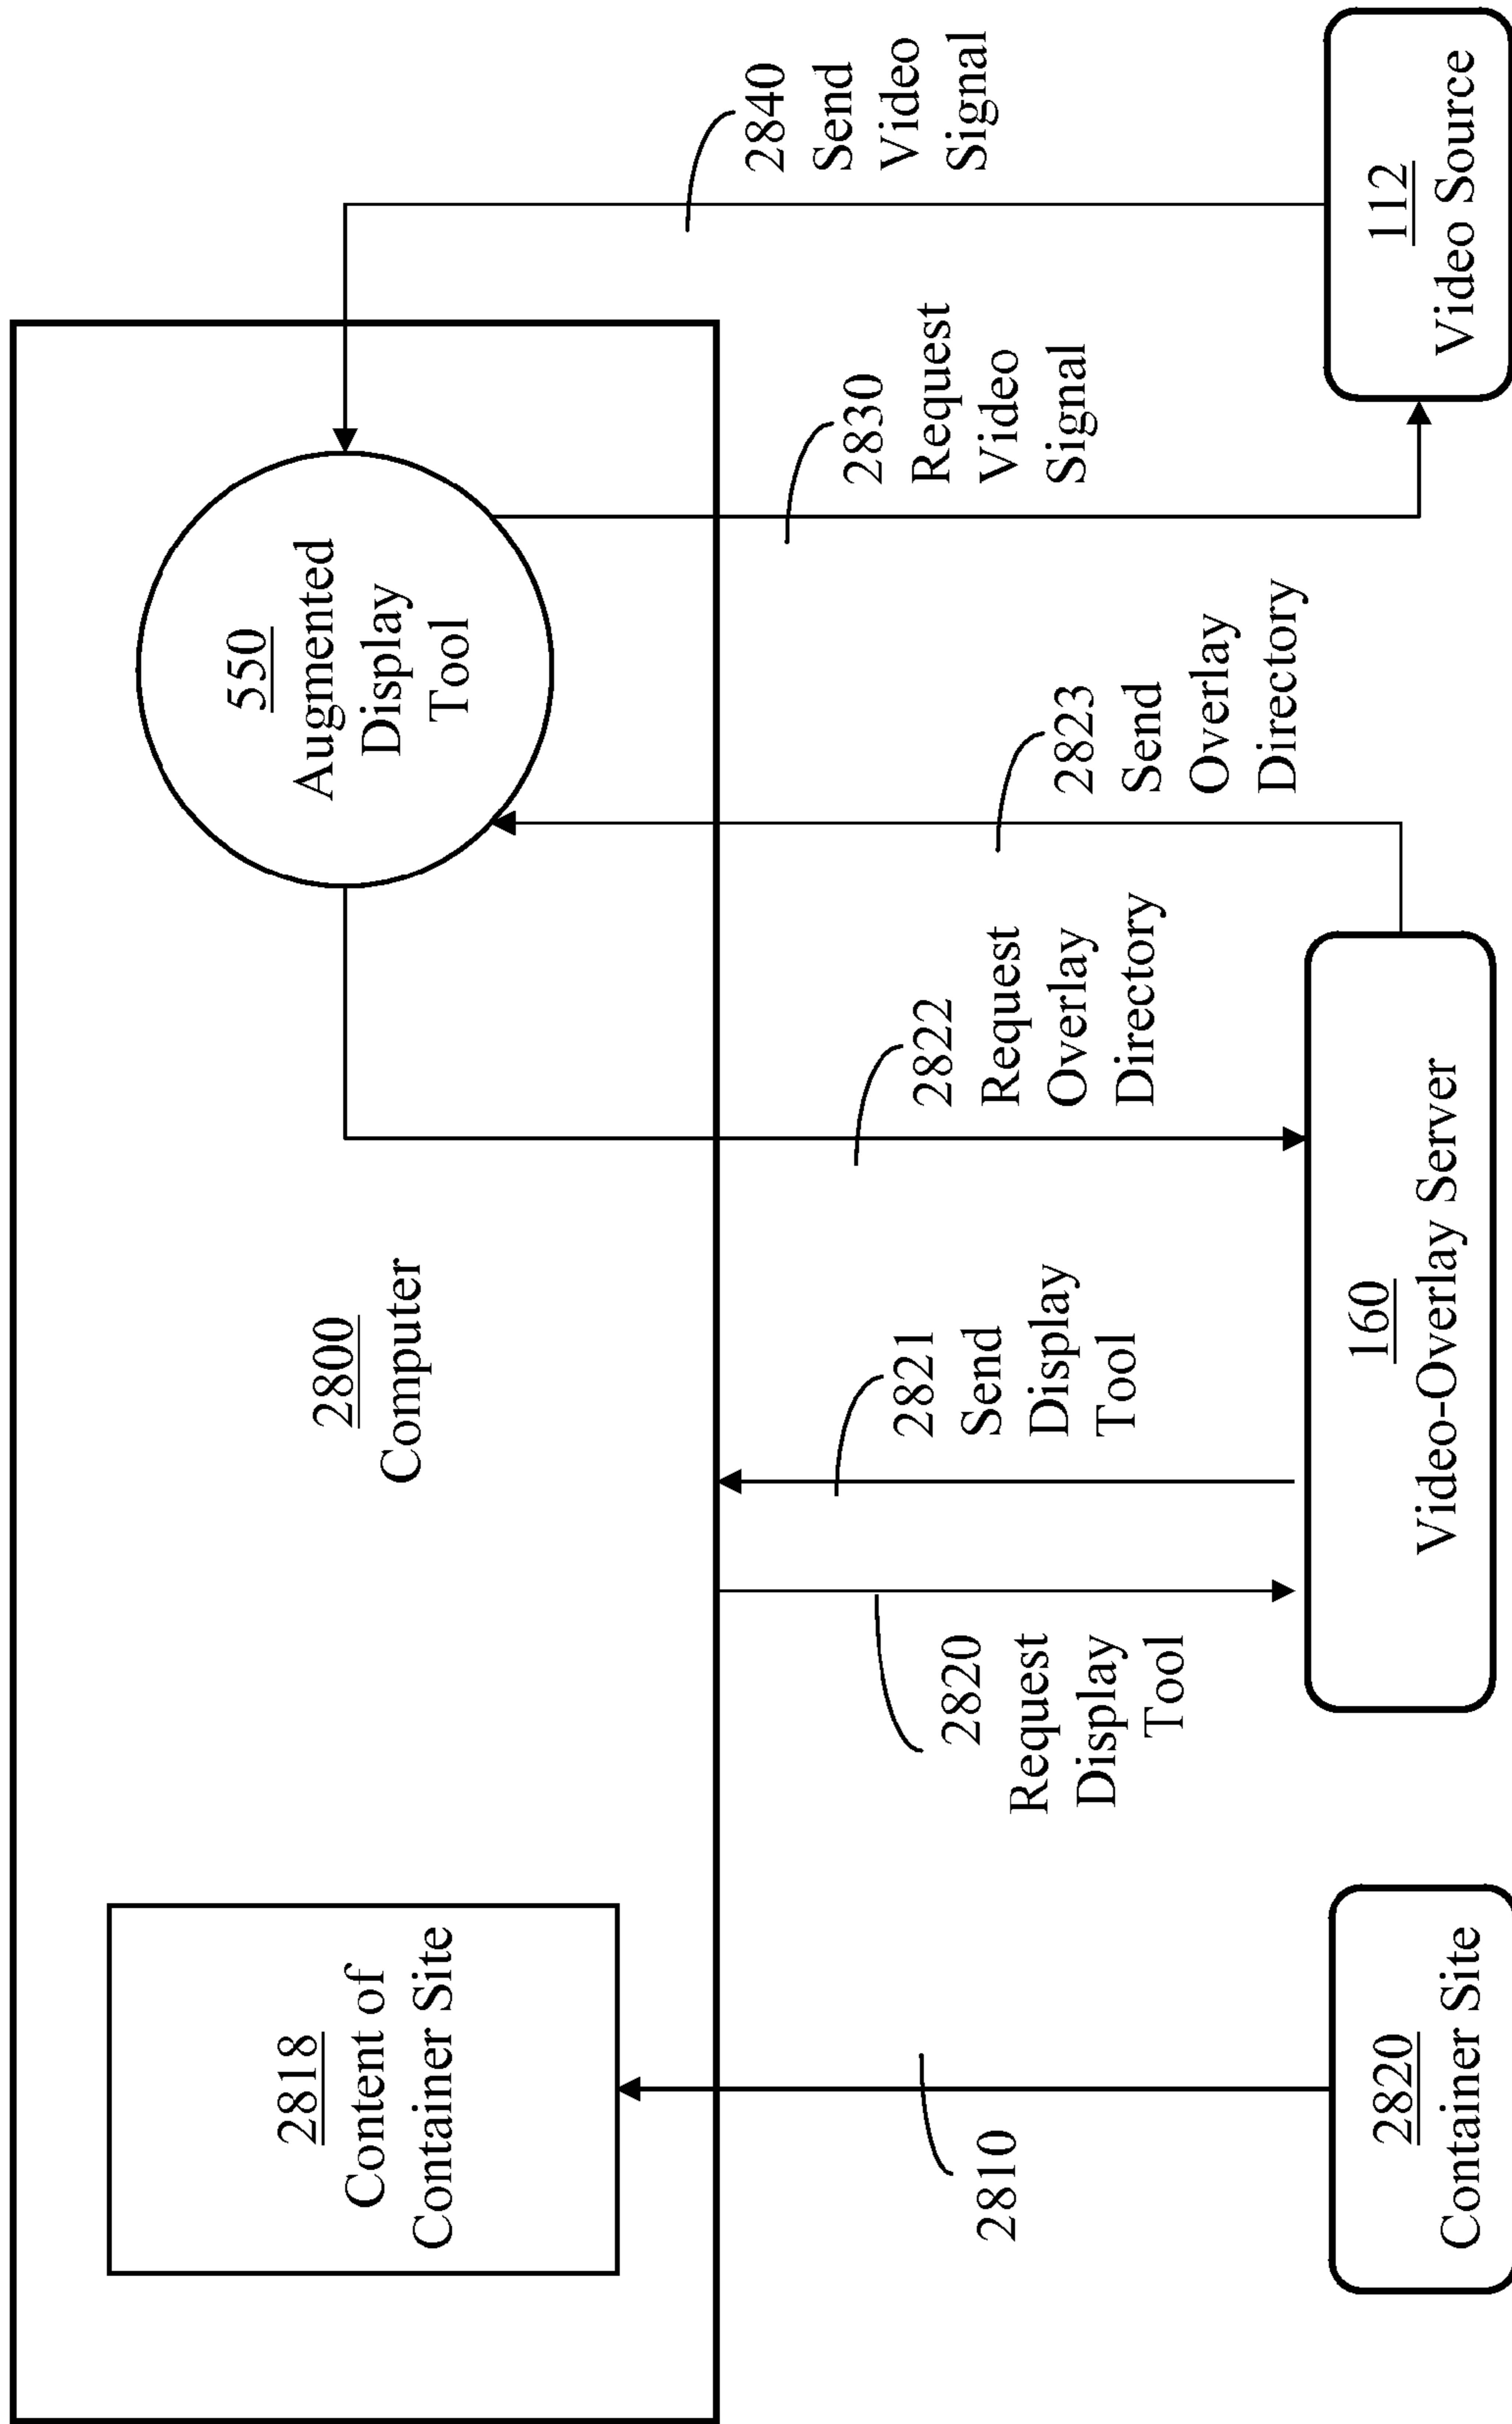 2818
Content of
Container Site
2800
Computer
550
Augmented
Display
Tool
2810
2820
Request
Display
Tool
2821
Send
Display
Tool
2822
Request
Overlay
Directory
2823
Send
Overlay
Directory
2830
Request
Video
Signal
2840
Send
Video
Signal
2820
Container Site
160
Video-Overlay Server
112
Video Source